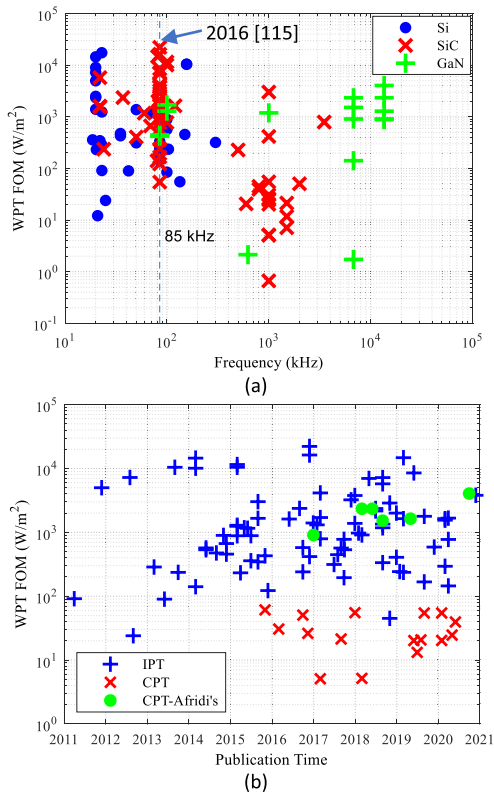 10^5
10^4
10^3
10^2
10^1
10^0
10^-1
WPT FOM (W/m^2)
2016 [115]
Si
SiC
GaN
85 kHz
10^1 10^2 10^3 10^4 10^5
Frequency (kHz)
(a)
10^5
10^4
10^3
10^2
10^1
10^0
WPT FOM (W/m^2)
IPT
CPT
CPT-Afridi's
2011 2012 2013 2014 2015 2016 2017 2018 2019 2020 2021
Publication Time
(b)